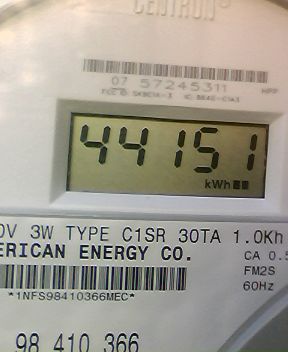 CENTRON®
07 57245311
44151
kWh
0V 3W TYPE C1SR 30TA 1.0Kh
ERICAN ENERGY CO.
CA 0.5
FM2S
*1NFS98410366MEC*
60Hz
98 410 366